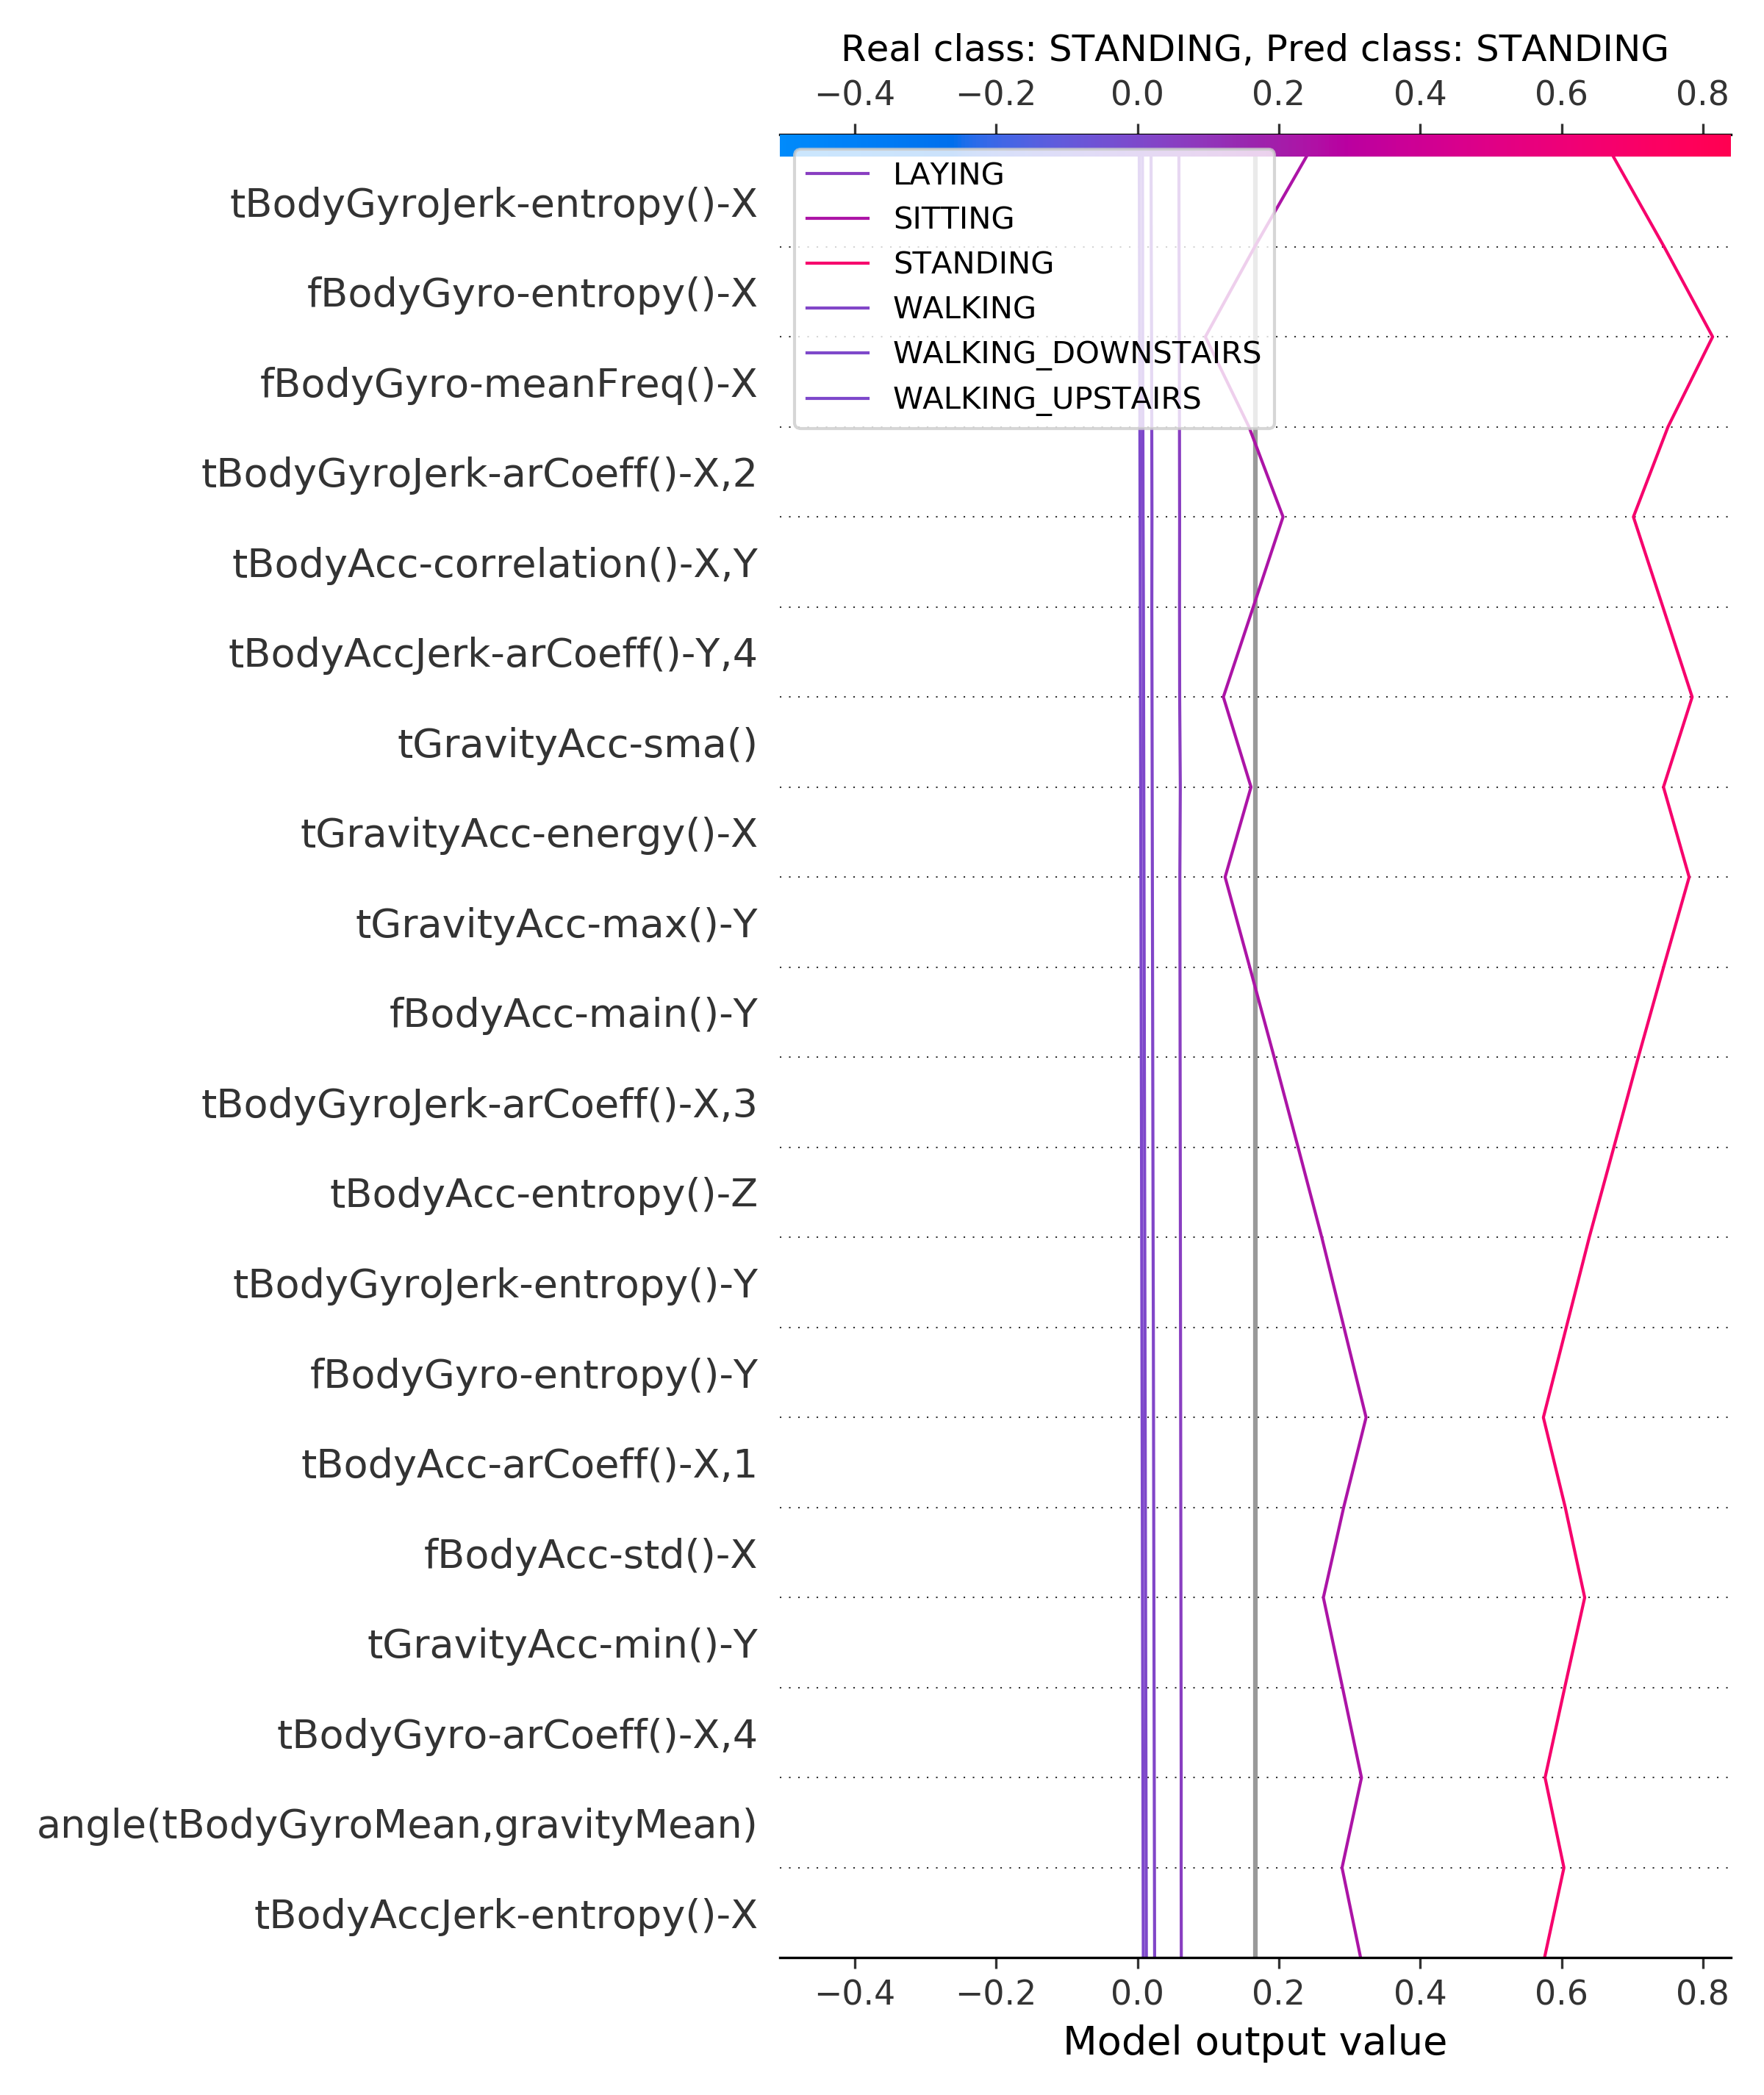 Real class: STANDING, Pred class: STANDING
−0.4 −0.2 0.0 0.2 0.4 0.6 0.8
LAYING
SITTING
STANDING
WALKING
WALKING_DOWNSTAIRS
WALKING_UPSTAIRS
tBodyGyroJerk-entropy()-X
fBodyGyro-entropy()-X
fBodyGyro-meanFreq()-X
tBodyGyroJerk-arCoeff()-X,2
tBodyAcc-correlation()-X,Y
tBodyAccJerk-arCoeff()-Y,4
tGravityAcc-sma()
tGravityAcc-energy()-X
tGravityAcc-max()-Y
fBodyAcc-main()-Y
tBodyGyroJerk-arCoeff()-X,3
tBodyAcc-entropy()-Z
tBodyGyroJerk-entropy()-Y
fBodyGyro-entropy()-Y
tBodyAcc-arCoeff()-X,1
fBodyAcc-std()-X
tGravityAcc-min()-Y
tBodyGyro-arCoeff()-X,4
angle(tBodyGyroMean,gravityMean)
tBodyAccJerk-entropy()-X
−0.4 −0.2 0.0 0.2 0.4 0.6 0.8
Model output value